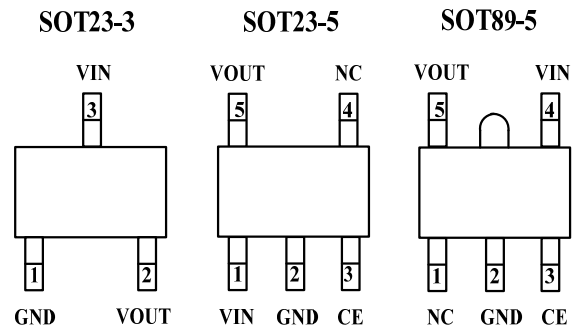 SOT23-3 SOT23-5 SOT89-5
VIN VOUT NC VOUT VIN
3 5 4 5 4
1 2 1 2 3 1 2 3
GND VOUT VIN GND CE NC GND CE